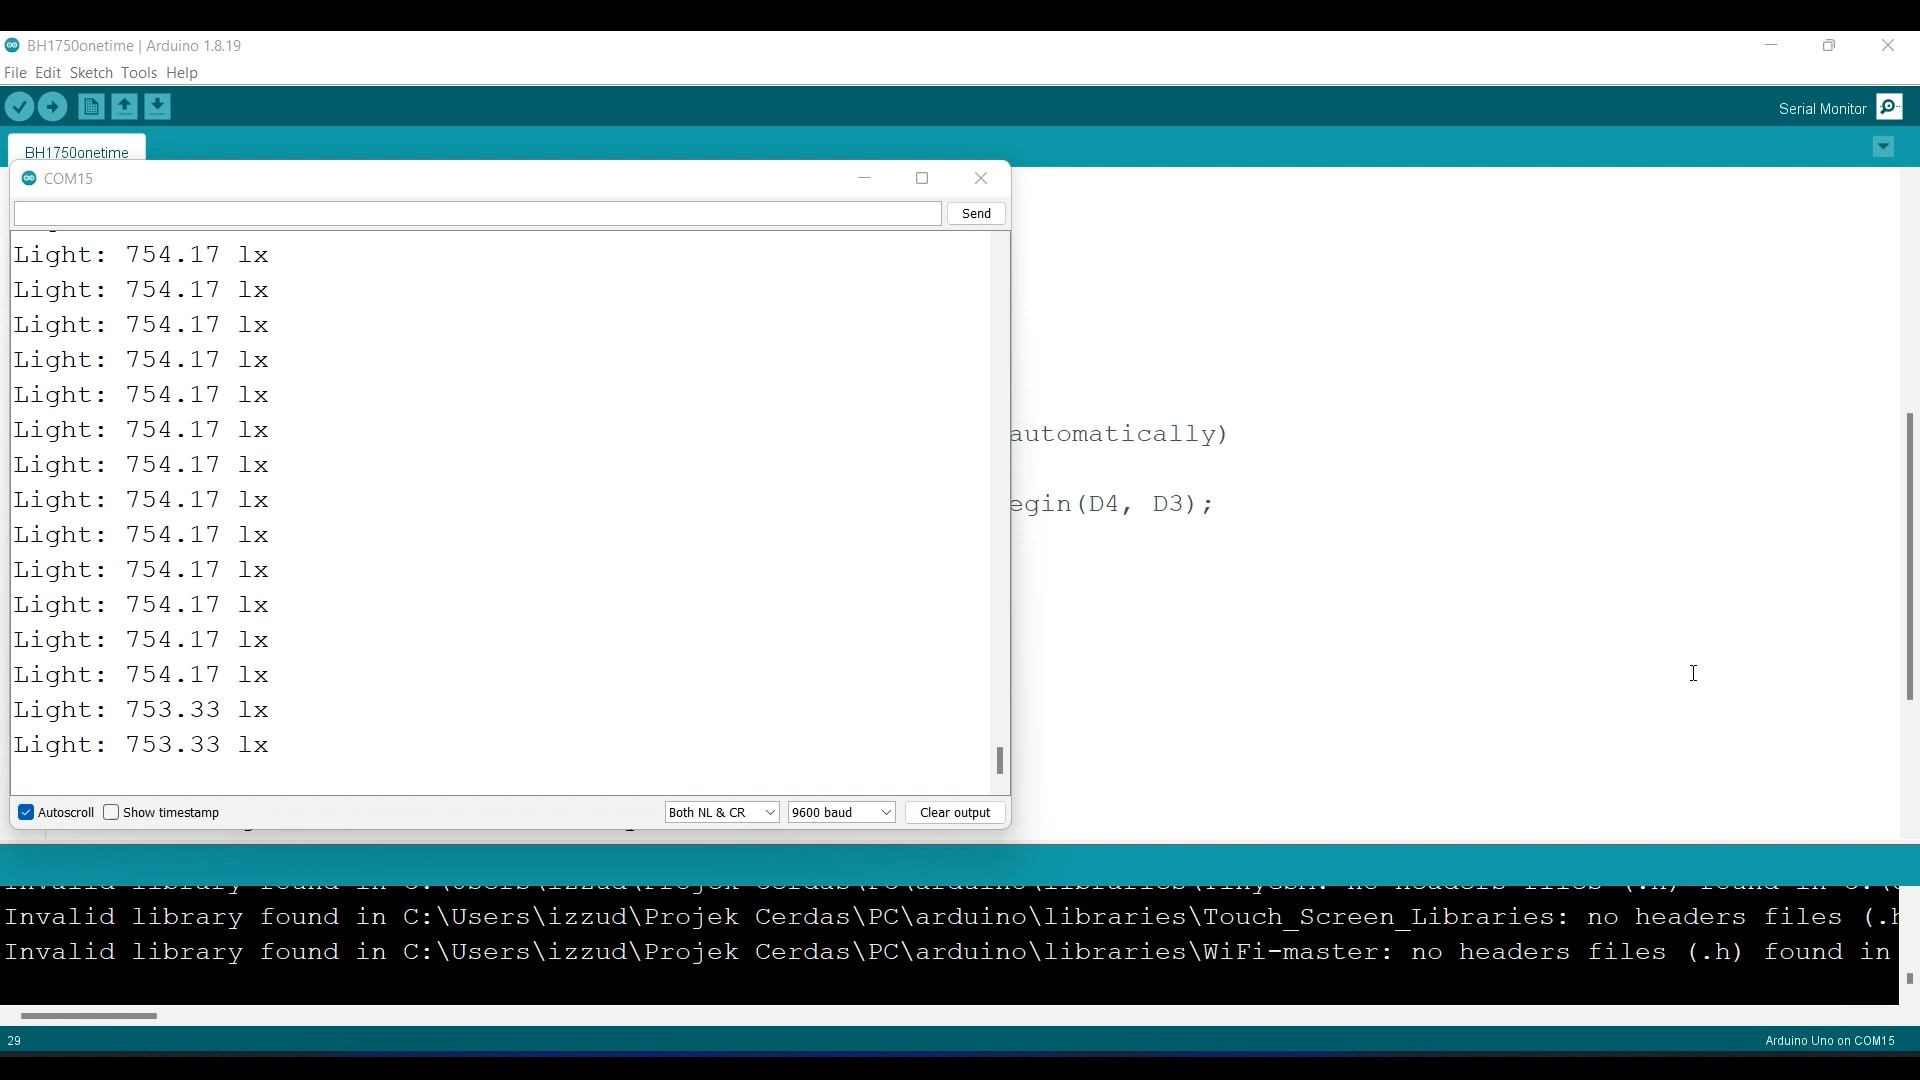 BH1750onetime | Arduino 1.8.19
File Edit Sketch Tools Help
Serial Monitor
BH1750onetime
COM15
Send
Light: 754.17 lx
Light: 754.17 lx
Light: 754.17 lx
Light: 754.17 lx
Light: 754.17 lx
Light: 754.17 lx
Light: 754.17 lx
Light: 754.17 lx
Light: 754.17 lx
Light: 754.17 lx
Light: 754.17 lx
Light: 754.17 lx
Light: 754.17 lx
Light: 753.33 lx
Light: 753.33 lx
automatically)
egin(D4, D3);
Autoscroll Show timestamp Both NL & CR 9600 baud Clear output
Invalid library found in C:\Users\izzud\Projek Cerdas\PC\arduino\libraries\Touch_Screen_Libraries: no headers files (.h
Invalid library found in C:\Users\izzud\Projek Cerdas\PC\arduino\libraries\WiFi-master: no headers files (.h) found in
29
Arduino Uno on COM15